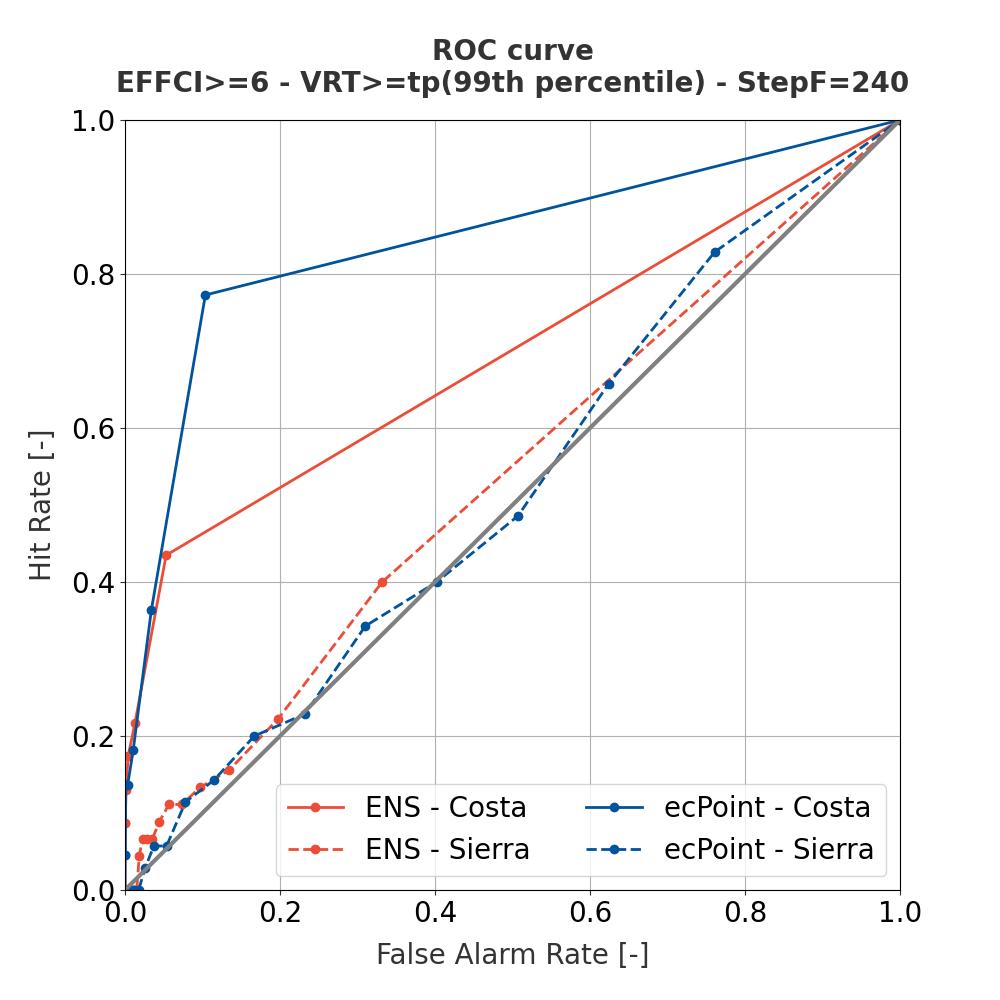 ROC curve
EFFCI>=6 - VRT>=tp(99th percentile) - StepF=240
1.0
0.8
0.6
0.4
0.2
0.0
Hit Rate [-]
ENS - Costa
ENS - Sierra
ecPoint - Costa
ecPoint - Sierra
0.0 0.2 0.4 0.6 0.8 1.0
False Alarm Rate [-]